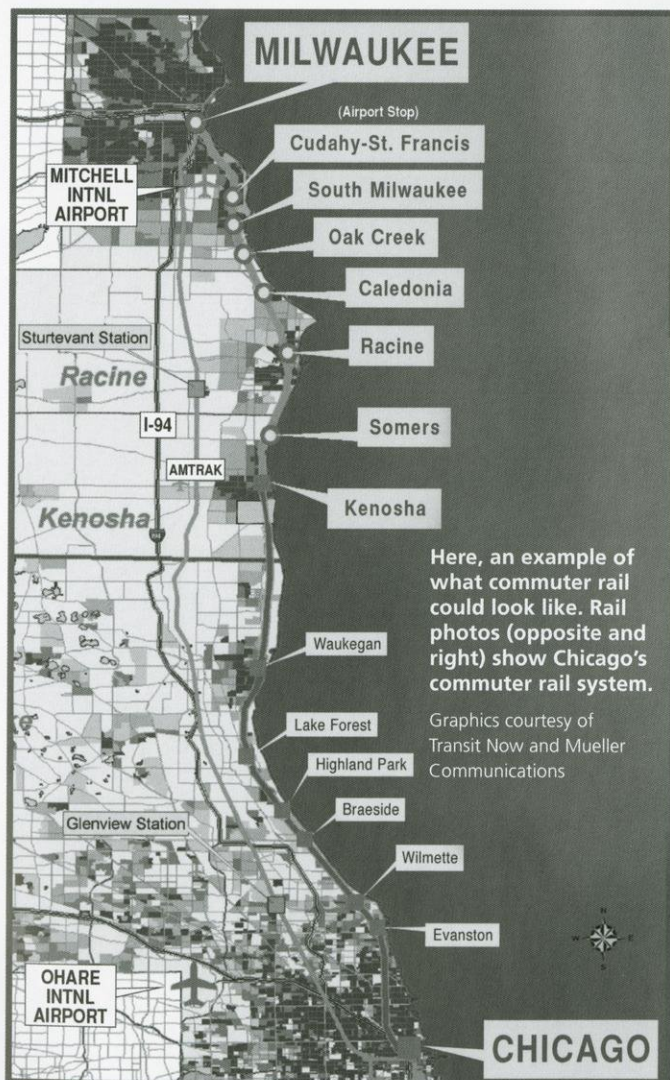 MILWAUKEE
(Airport Stop)
Cudahy-St. Francis
MITCHELL
INTNL
AIRPORT
South Milwaukee
Oak Creek
Caledonia
Sturtevant Station
Racine
Racine
I-94
Somers
AMTRAK
Kenosha
Kenosha
Here, an example of
what commuter rail
could look like. Rail
photos (opposite and
right) show Chicago's
commuter rail system.
Graphics courtesy of
Transit Now and Mueller
Communications
Waukegan
Lake Forest
Highland Park
Braeside
Glenview Station
Wilmette
Evanston
N
W
E
S
OHARE
INTNL
AIRPORT
CHICAGO